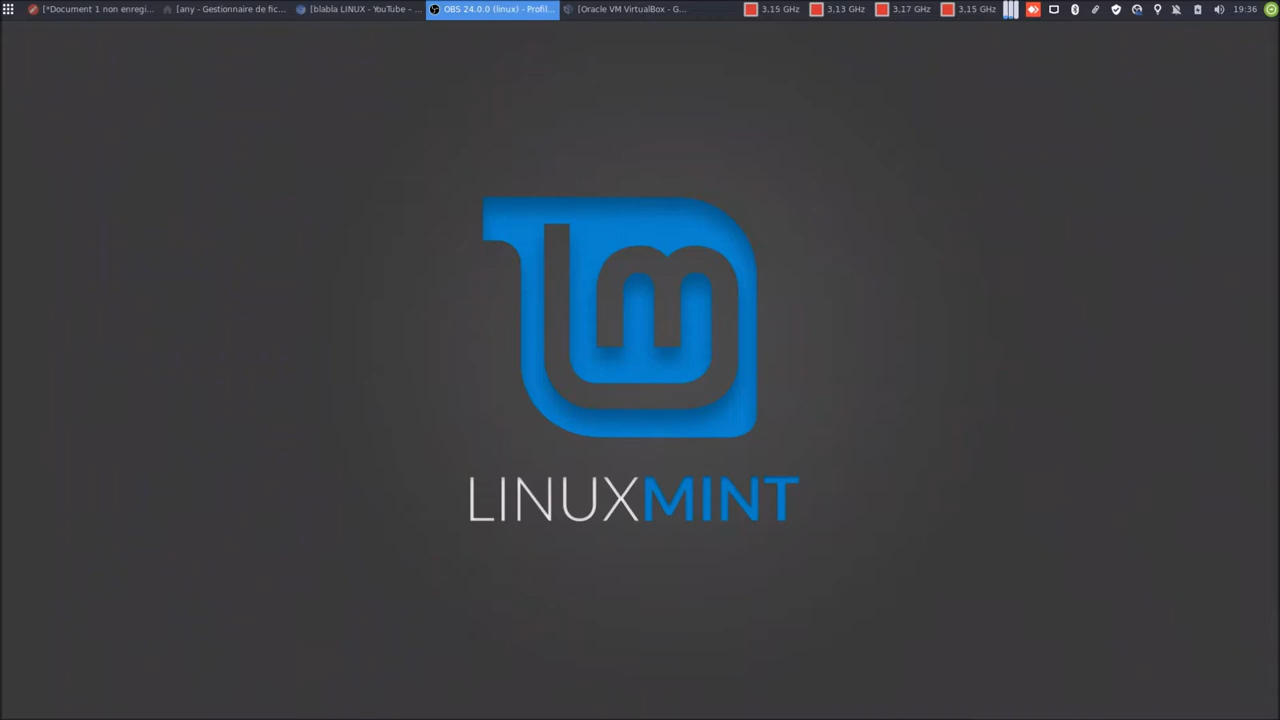 [*Document 1 non enregi... [any - Gestionnaire de fic... [blabla LINUX - YouTube - ... OBS 24.0.0 (linux) - Profil... [Oracle VM VirtualBox - G... 3,15 GHz 3,13 GHz 3,17 GHz 3,15 GHz 19:36
lm
LINUXMINT